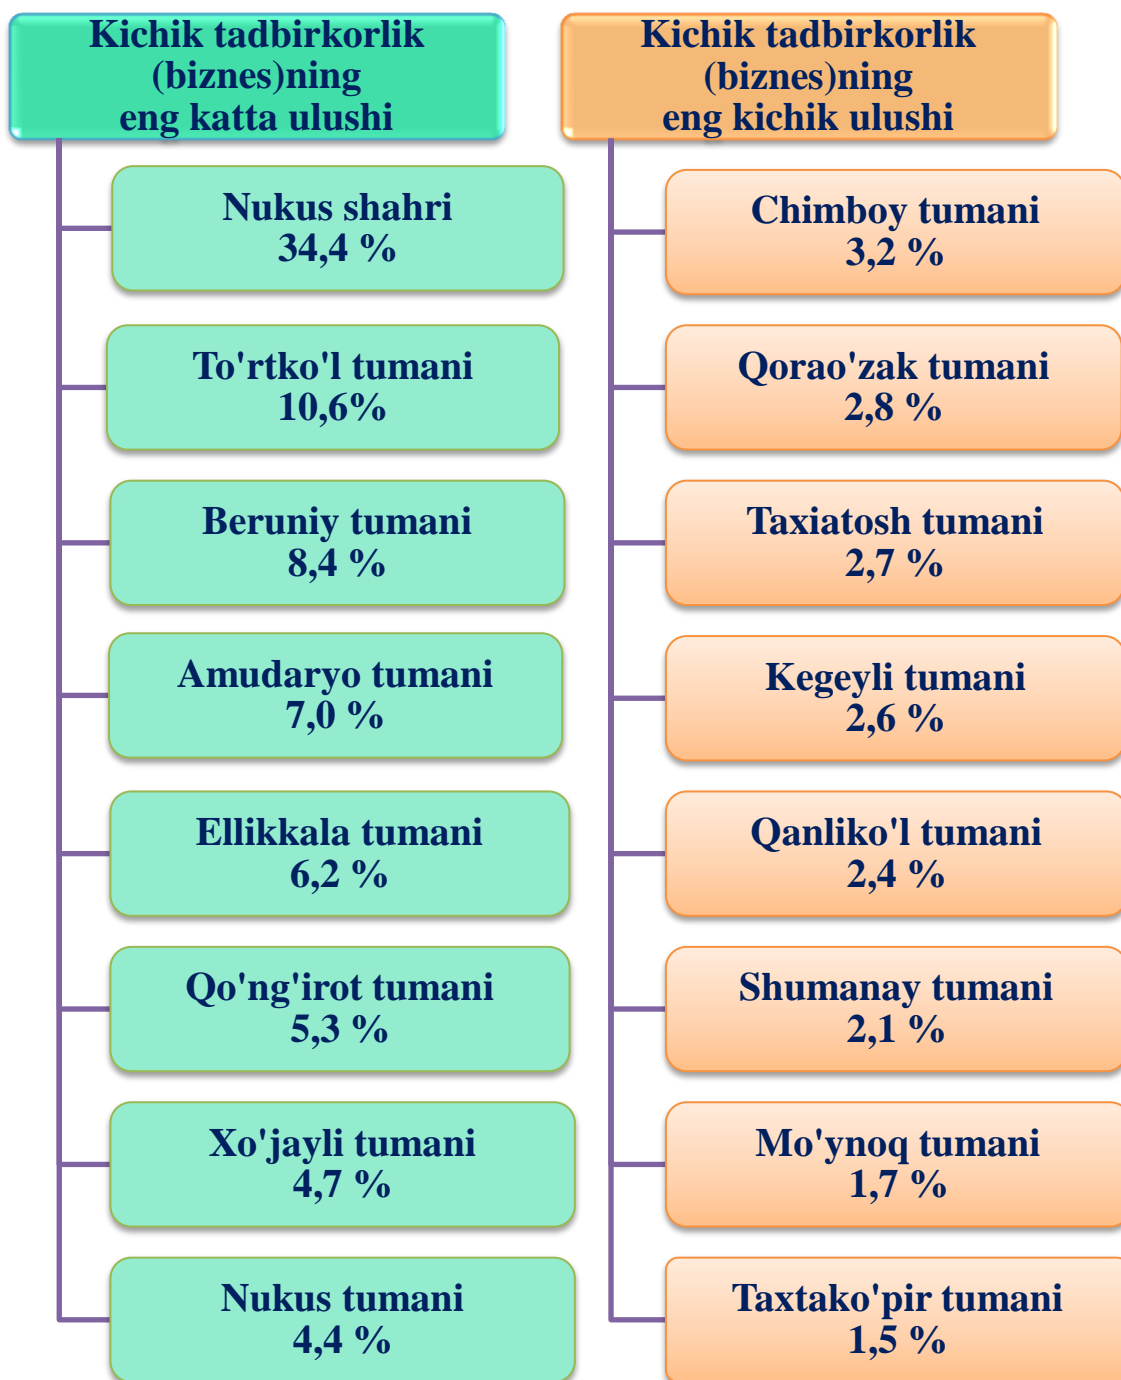 Kichik tadbirkorlik
(biznes)ning
eng katta ulushi
Nukus shahri
34,4 %
To'rtko'l tumani
10,6%
Beruniy tumani
8,4 %
Amudaryo tumani
7,0 %
Ellikkala tumani
6,2 %
Qo'ng'irot tumani
5,3 %
Xo'jayli tumani
4,7 %
Nukus tumani
4,4 %
Kichik tadbirkorlik
(biznes)ning
eng kichik ulushi
Chimboy tumani
3,2 %
Qorao'zak tumani
2,8 %
Taxiatosh tumani
2,7 %
Kegeyli tumani
2,6 %
Qanliko'l tumani
2,4 %
Shumanay tumani
2,1 %
Mo'ynoq tumani
1,7 %
Taxtako'pir tumani
1,5 %